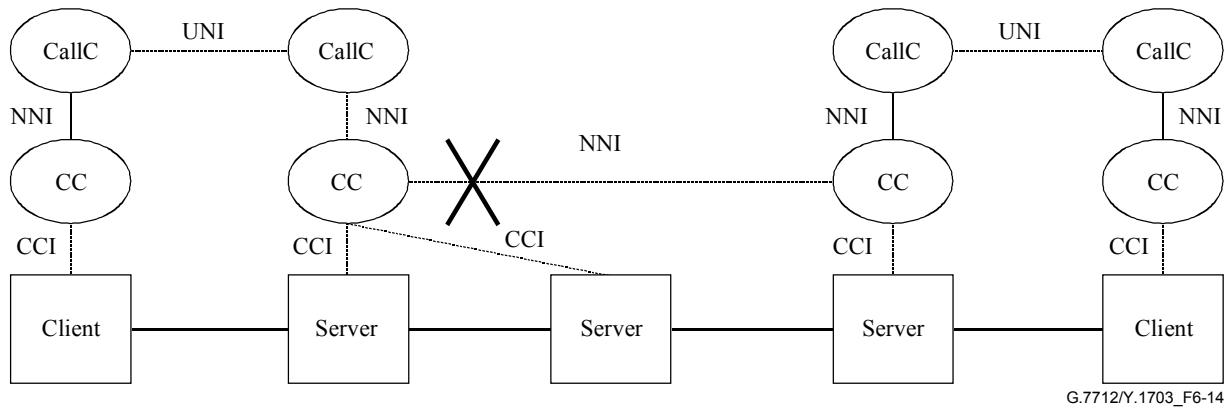 UNI
UNI
CallC
CallC
CallC
CallC
NNI
NNI
NNI
NNI
NNI
CC
CC
CC
CC
CCI
CCI
CCI
CCI
CCI
Client
Server
Server
Server
Client
G.7712/Y.1703_F6-14